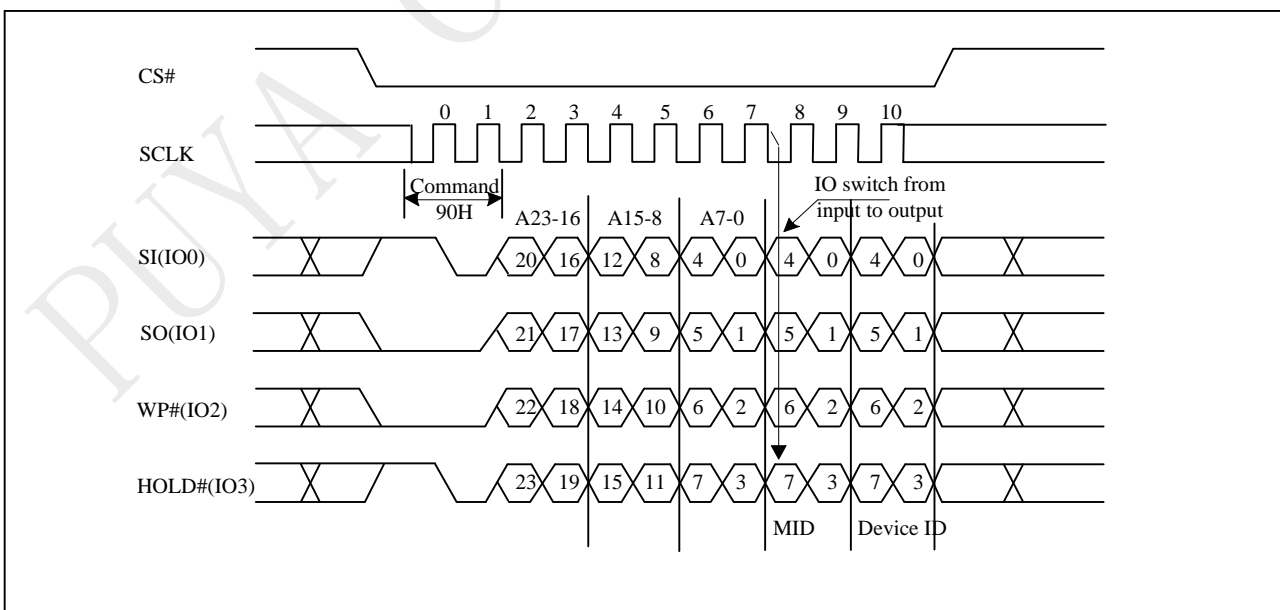 PUYA
CS#
0 1 2 3 4 5 6 7 8 9 10
SCLK
Command
90H
IO switch from
input to output
A23-16 A15-8 A7-0
SI(IO0) 20 16 12 8 4 0 4 0 4 0
SO(IO1) 21 17 13 9 5 1 5 1 5 1
WP#(IO2) 22 18 14 10 6 2 6 2 6 2
HOLD#(IO3) 23 19 15 11 7 3 7 3 7 3
MID Device ID